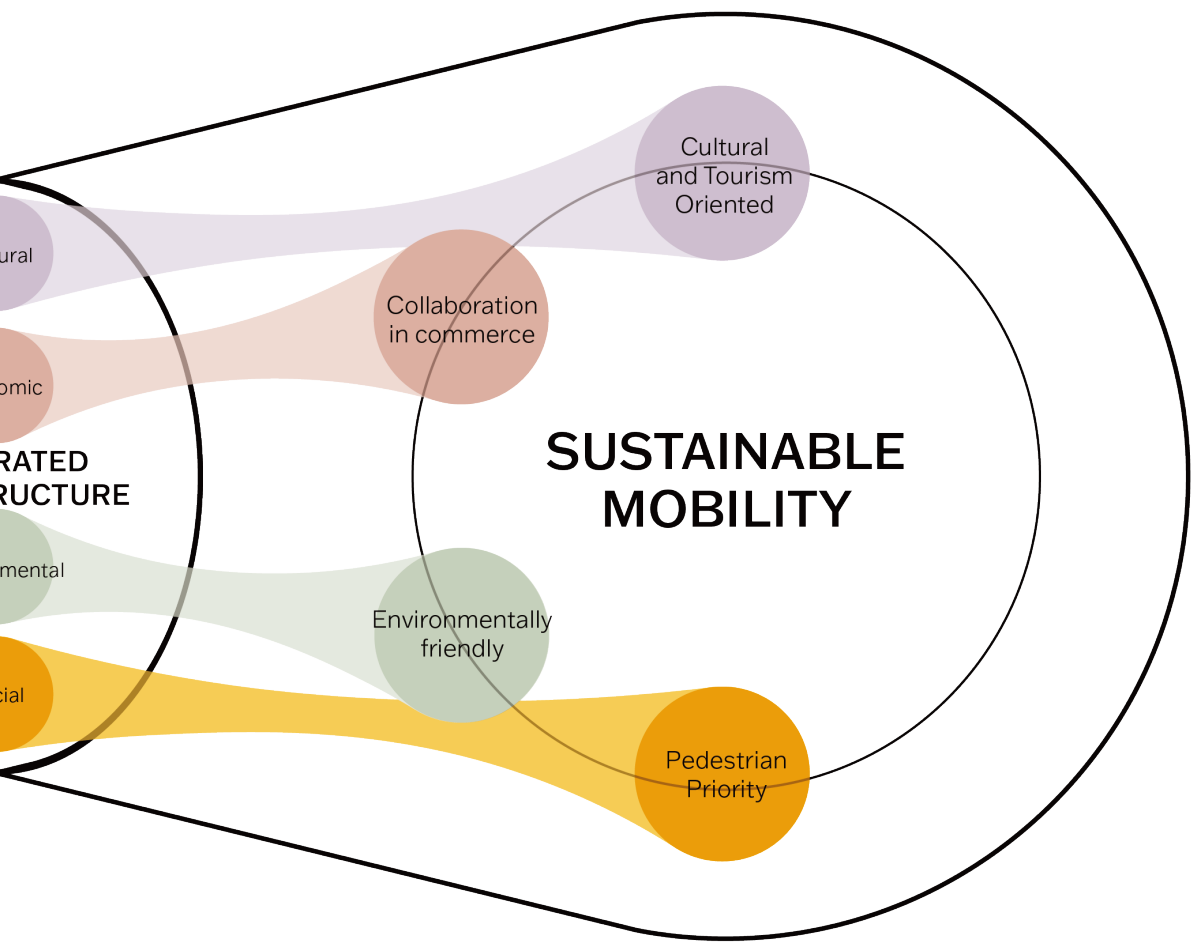 Cultural
and Tourism
Oriented
ural
Collaboration
in commerce
omic
SUSTAINABLE
MOBILITY
RATED
RUCTURE
mental
Environmentally
friendly
cial
Pedestrian
Priority